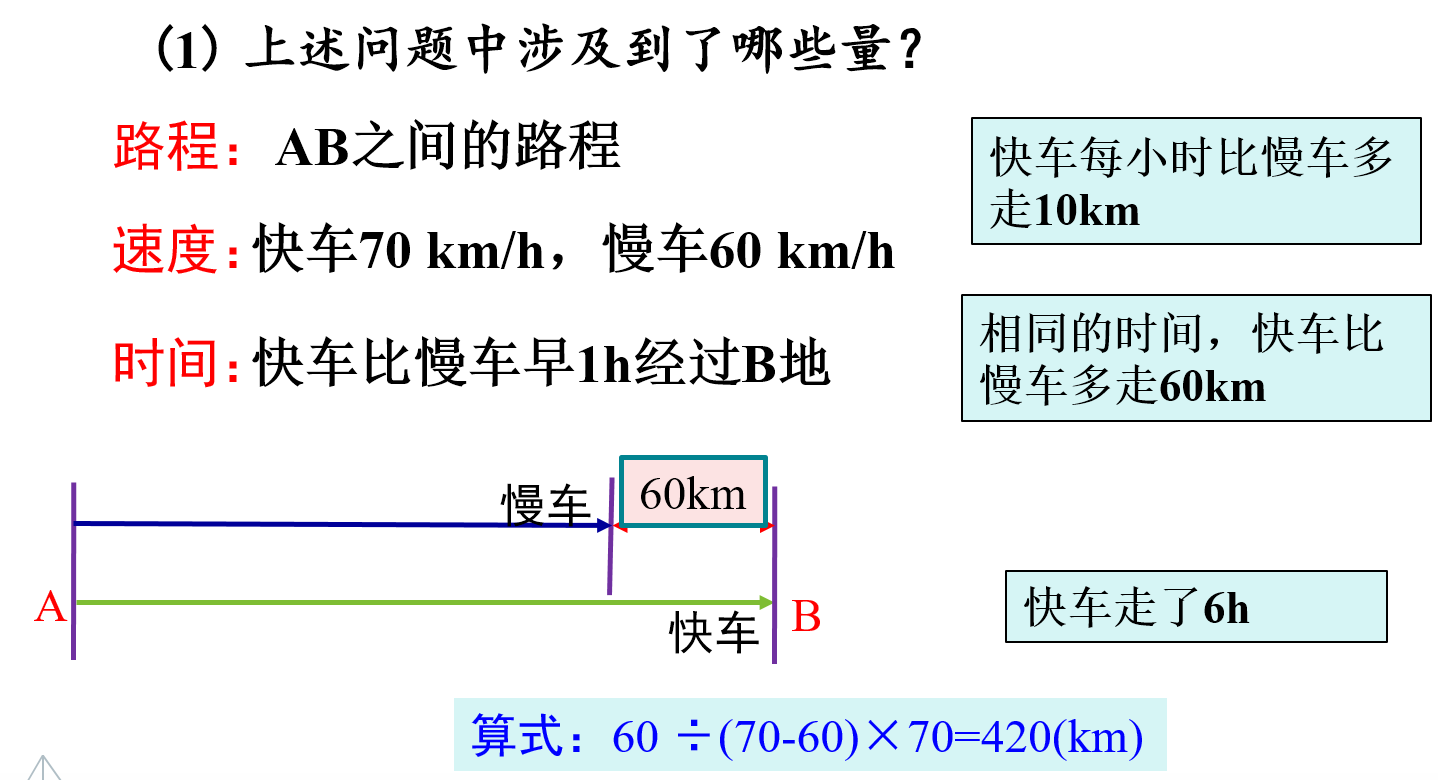 (1) 上述问题中涉及到了哪些量？
路程：AB之间的路程
速度：快车70 km/h，慢车60 km/h
时间：快车比慢车早1h经过B地
快车每小时比慢车多
走10km
相同的时间，快车比
慢车多走60km
慢车
60km
A
快车
B
快车走了6h
算式：60 ÷(70-60)×70=420(km)